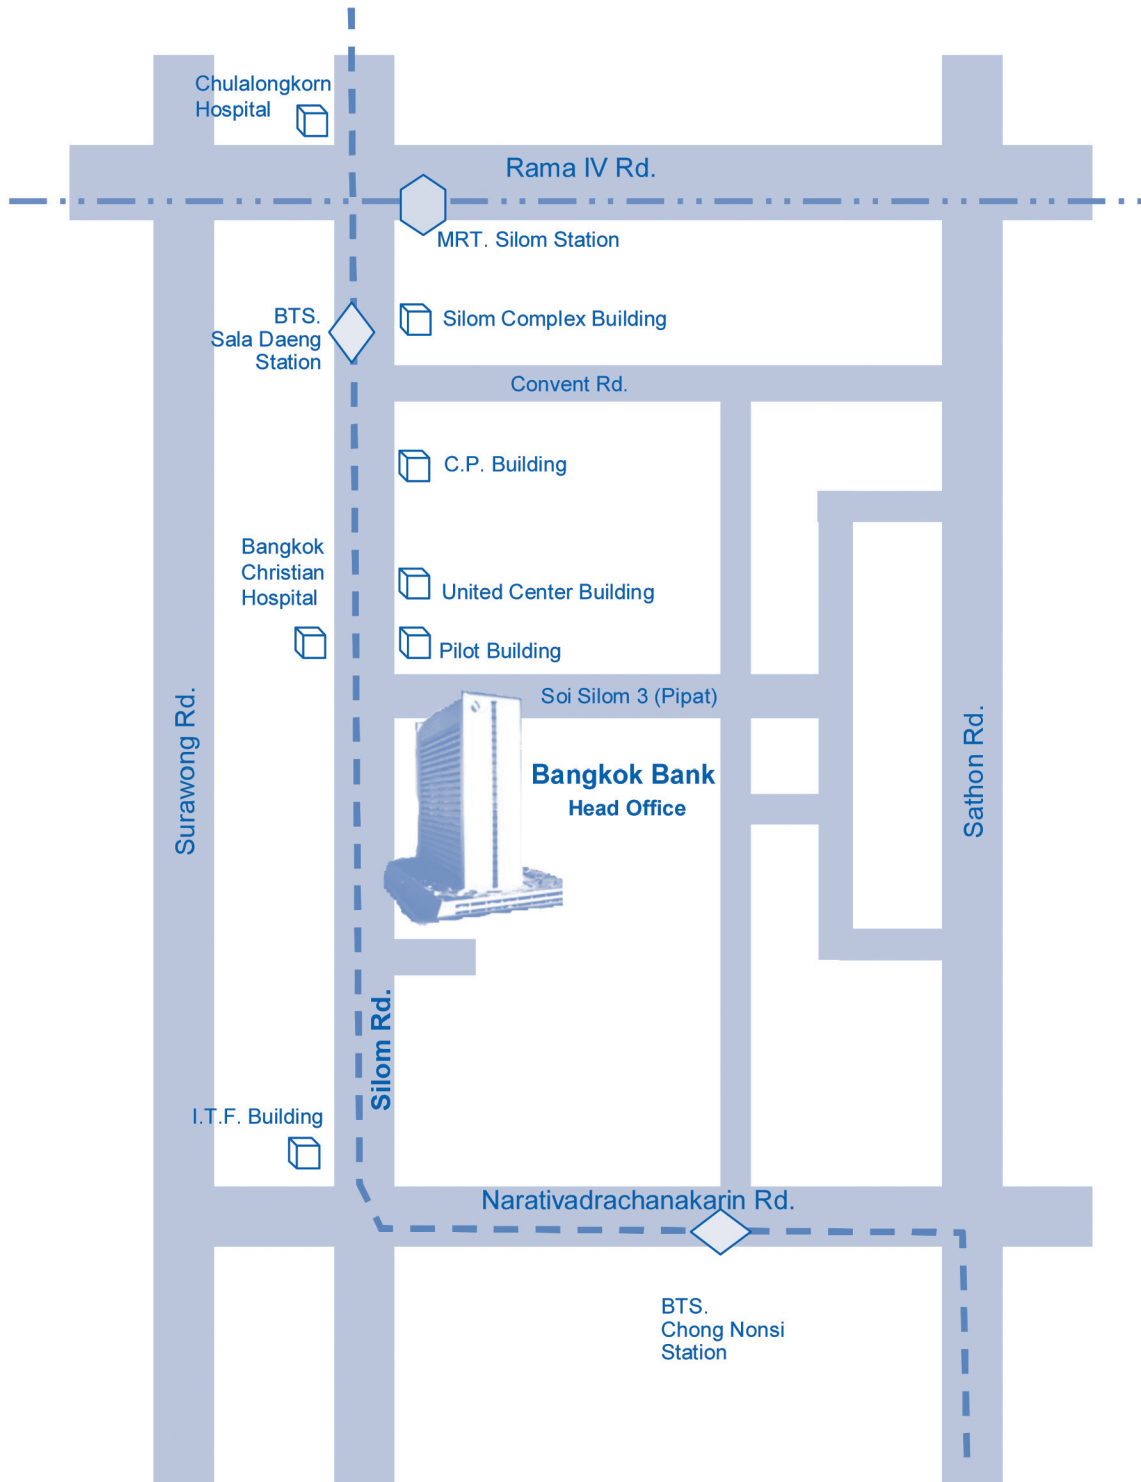 Chulalongkorn
Hospital
Rama IV Rd.
MRT. Silom Station
BTS.
Sala Daeng
Station
Silom Complex Building
Convent Rd.
C.P. Building
Bangkok
Christian
Hospital
United Center Building
Pilot Building
Soi Silom 3 (Pipat)
Surawong Rd.
Bangkok Bank
Head Office
Sathon Rd.
Silom Rd.
I.T.F. Building
Narativadrachanakarin Rd.
BTS.
Chong Nonsi
Station